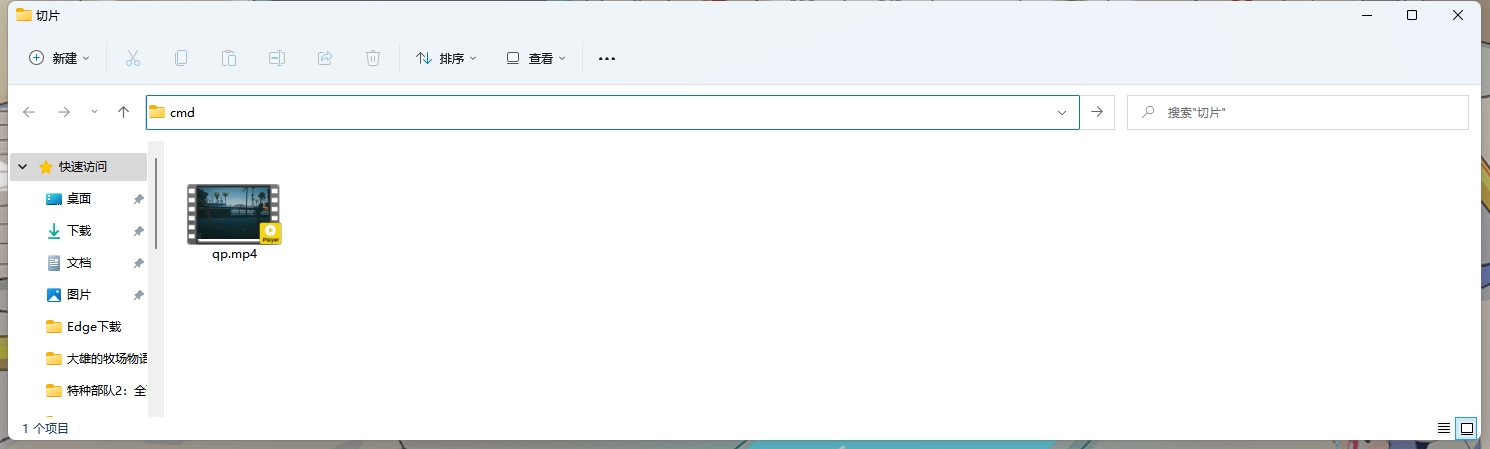 切片
新建
排序
查看
cmd
搜索"切片"
快速访问
桌面
下载
文档
图片
Edge下载
大雄的牧场物语
特种部队2：全
qp.mp4
Player
1 个项目